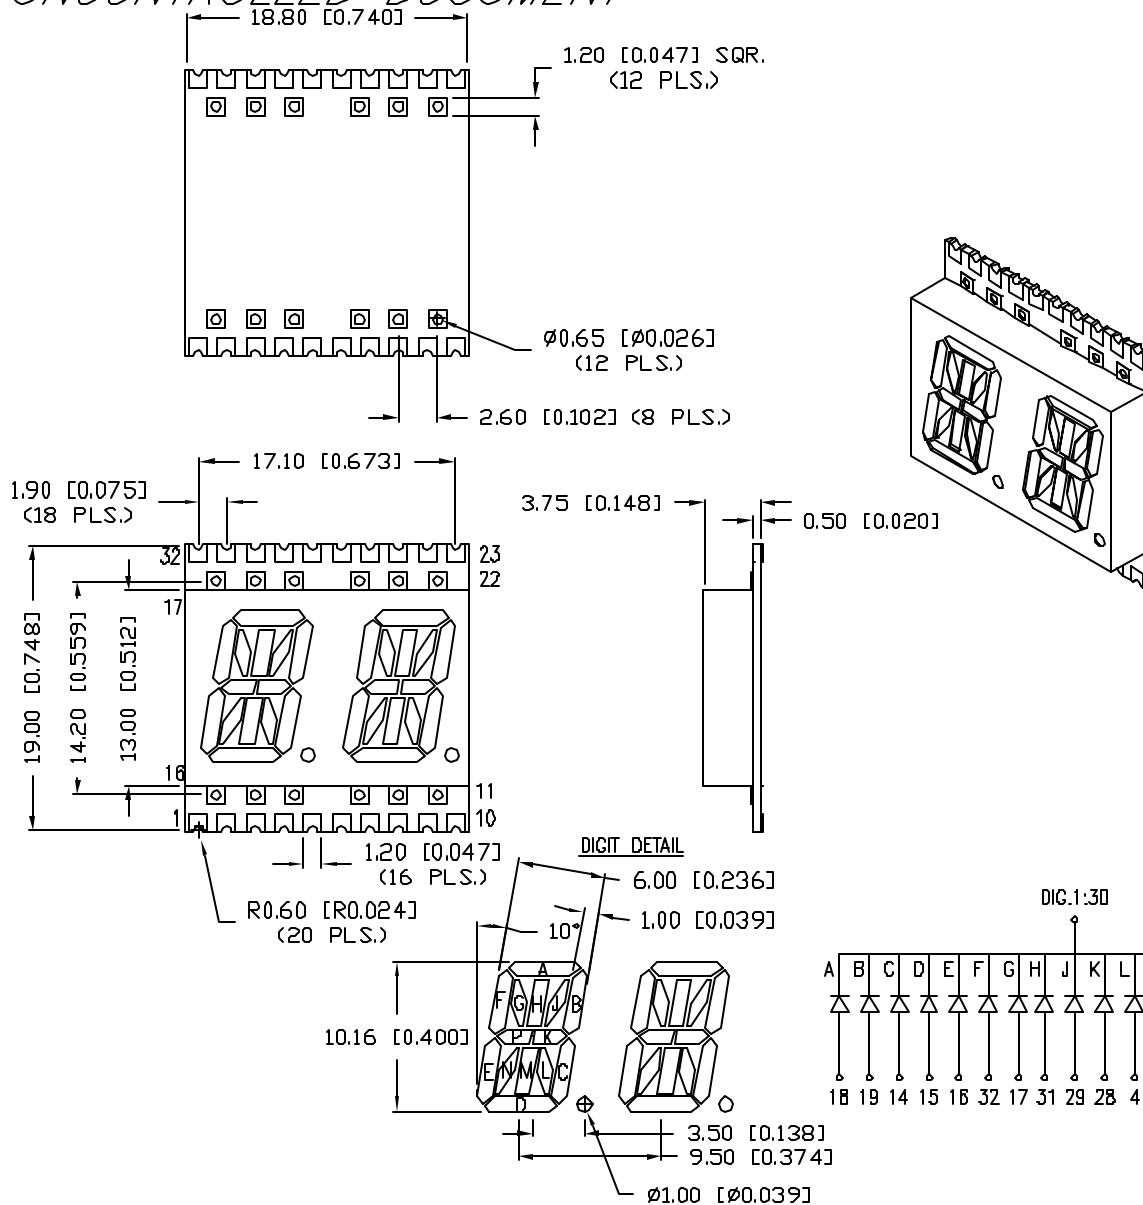 18.80 [0.740]
1.20 [0.047] SQR.
(12 PLS.)
Ø0.65 [Ø0.026]
(12 PLS.)
2.60 [0.102] (8 PLS.)
17.10 [0.673]
1.90 [0.075]
(18 PLS.)
3.75 [0.148]
0.50 [0.020]
32
23
22
17
19.00 [0.748]
14.20 [0.559]
13.00 [0.512]
16
11
1
10
1.20 [0.047]
(16 PLS.)
R0.60 [R0.024]
(20 PLS.)
DIGIT DETAIL
6.00 [0.236]
1.00 [0.039]
10°
10.16 [0.400]
A
F G H J B
P K
E N M L C
D
3.50 [0.138]
9.50 [0.374]
Ø1.00 [Ø0.039]
DIG.1:30
A B C D E F G H J K L
18 19 14 15 16 32 17 31 29 28 4